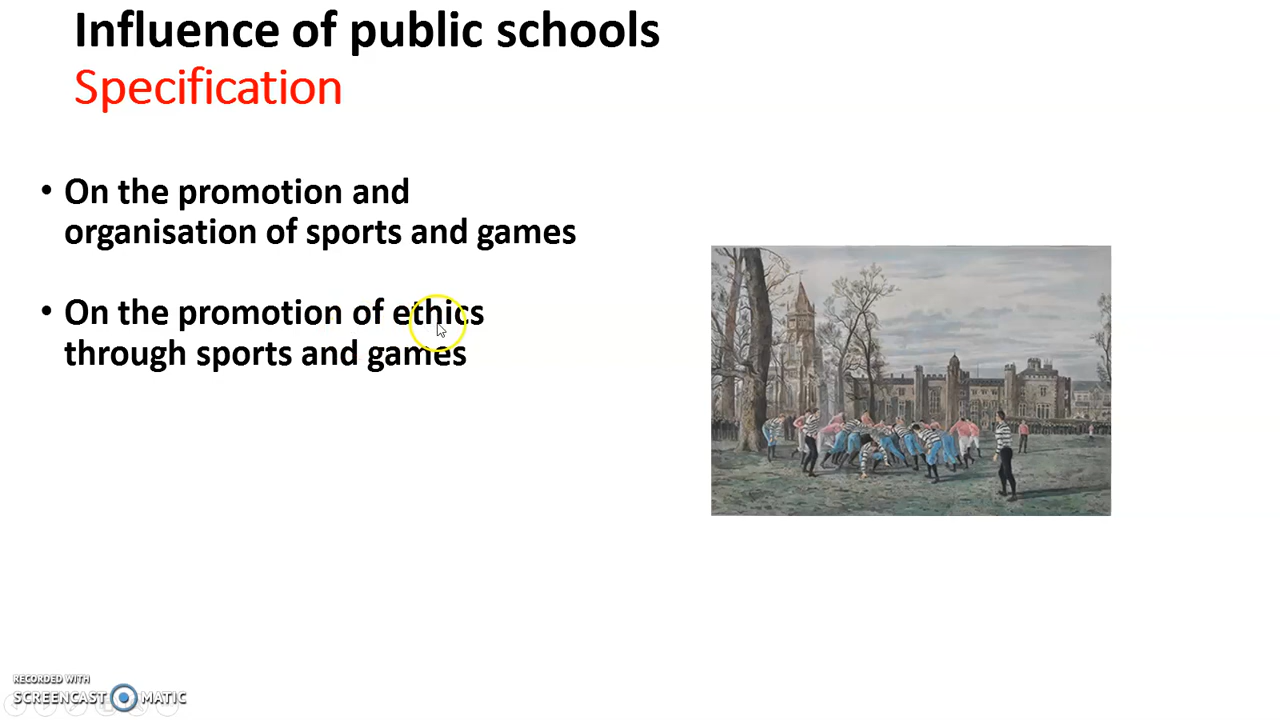 Influence of public schools
Specification
• On the promotion and
organisation of sports and games
• On the promotion of ethics
through sports and games
RECORDED WITH
SCREENCAST MATIC